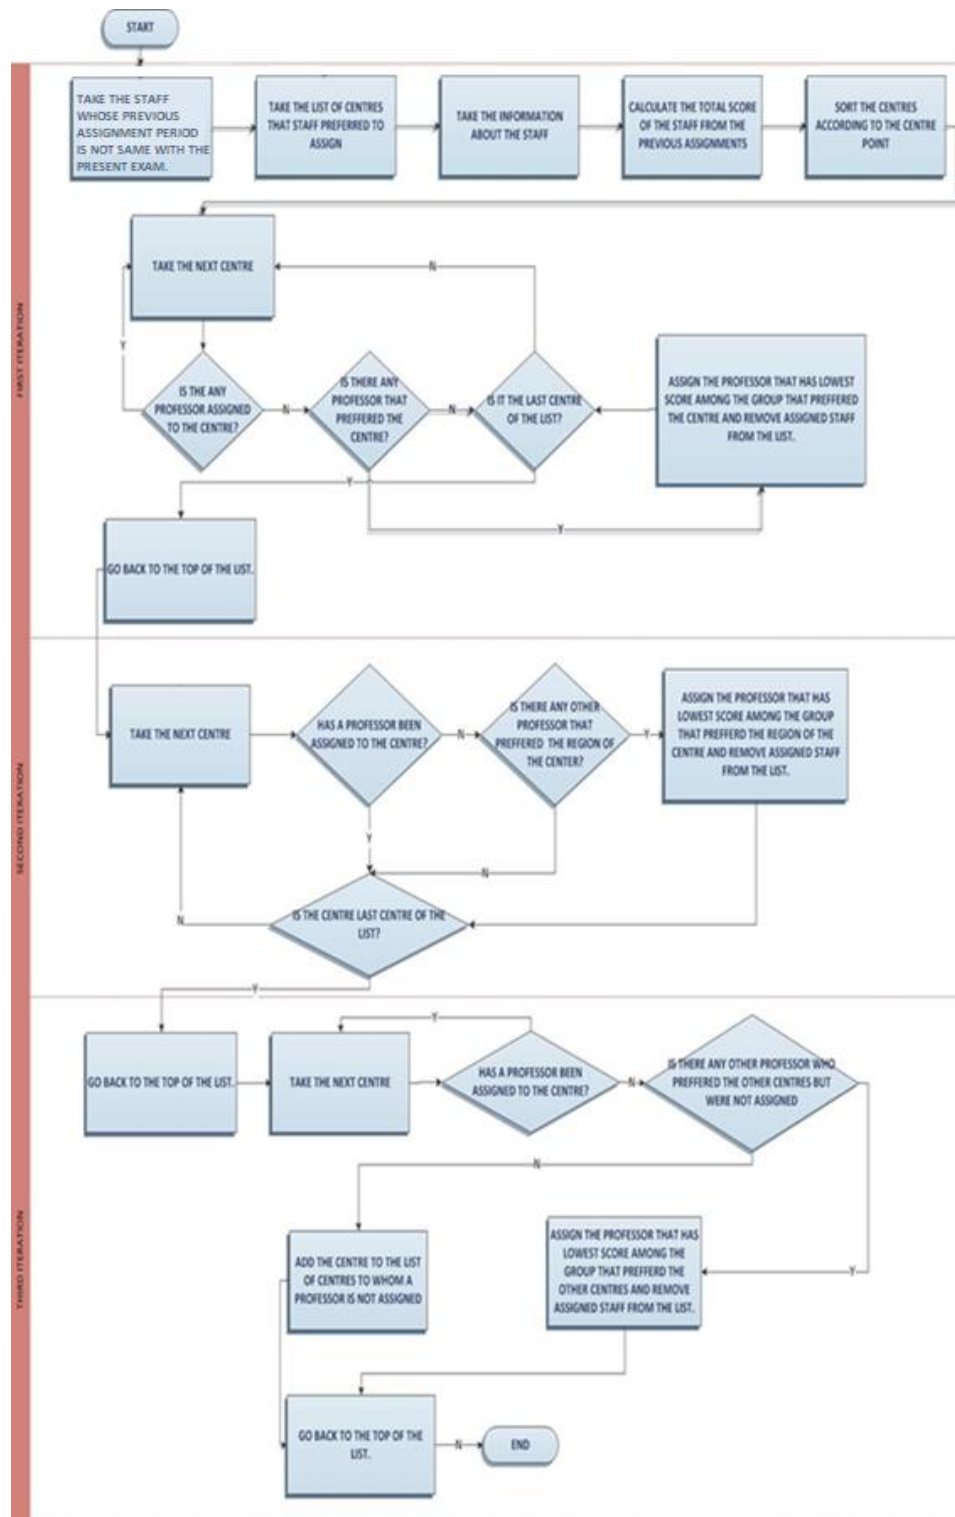 START
TAKE THE STAFF
WHOSE PREVIOUS
ASSIGNMENT PERIOD
IS NOT SAME WITH THE
PRESENT EXAM.
TAKE THE LIST OF CENTRES
THAT STAFF PREFERRED TO
ASSIGN
TAKE THE INFORMATION
ABOUT THE STAFF
CALCULATE THE TOTAL SCORE
OF THE STAFF FROM THE
PREVIOUS ASSIGNMENTS
SORT THE CENTRES
ACCORDING TO THE CENTRE
POINT
FIRST ITERATION
TAKE THE NEXT CENTRE
N
Y
IS THE ANY
PROFESSOR ASSIGNED
TO THE CENTRE?
N
IS THERE ANY
PROFESSOR THAT
PREFFERED THE
CENTRE?
N
IS IT THE LAST CENTRE
OF THE LIST?
ASSIGN THE PROFESSOR THAT HAS LOWEST
SCORE AMONG THE GROUP THAT PREFFERED
THE CENTRE AND REMOVE ASSIGNED STAFF
FROM THE LIST.
Y
Y
GO BACK TO THE TOP OF THE LIST.
SECOND ITERATION
TAKE THE NEXT CENTRE
HAS A PROFESSOR BEEN
ASSIGNED TO THE CENTRE?
N
IS THERE ANY OTHER
PROFESSOR THAT
PREFFERED THE REGION OF
THE CENTER?
Y
ASSIGN THE PROFESSOR THAT HAS
LOWEST SCORE AMONG THE GROUP
THAT PREFFERD THE REGION OF THE
CENTRE AND REMOVE ASSIGNED STAFF
FROM THE LIST.
Y
N
N
IS THE CENTRE LAST CENTRE OF THE
LIST?
Y
THIRD ITERATION
GO BACK TO THE TOP OF THE LIST.
TAKE THE NEXT CENTRE
Y
HAS A PROFESSOR BEEN
ASSIGNED TO THE CENTRE?
N
IS THERE ANY OTHER PROFESSOR WHO
PREFFERED THE OTHER CENTRES BUT
WERE NOT ASSIGNED
N
ADD THE CENTRE TO THE LIST
OF CENTRES TO WHOM A
PROFESSOR IS NOT ASSIGNED
ASSIGN THE PROFESSOR THAT HAS
LOWEST SCORE AMONG THE
GROUP THAT PREFFERD THE
OTHER CENTRES AND REMOVE
ASSIGNED STAFF FROM THE LIST.
Y
GO BACK TO THE TOP OF THE
LIST.
N
END